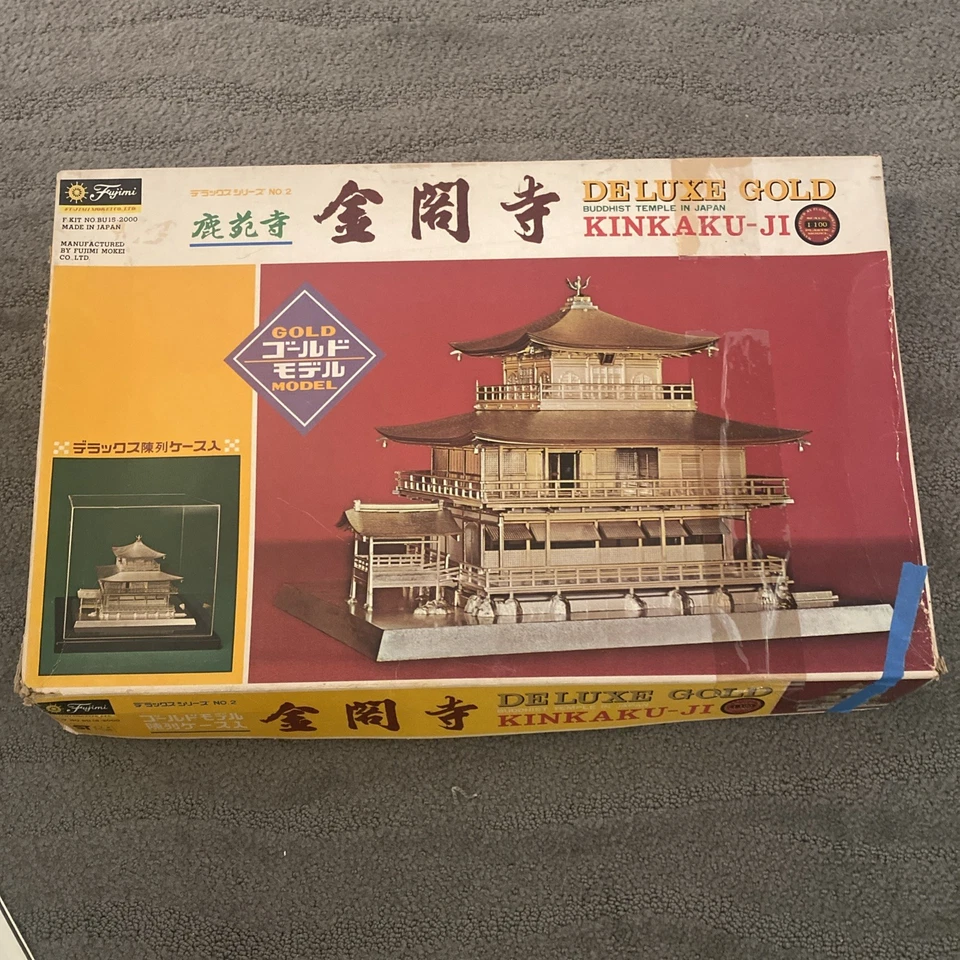 Fujimi
F·KIT NO.BU15-2000
MADE IN JAPAN
MANUFACTURED
BY FUJIMI MOKEI
CO.,LTD.
デラックスシリーズ NO.2
鹿苑寺
金閣寺
DELUXE GOLD
BUDDHIST TEMPLE IN JAPAN
KINKAKU-JI
1 100
GOLD
ゴールド
モデル
MODEL
デラックス陳列ケース入
Fujimi
デラックスシリーズ NO.2
ゴールドモデル
陳列ケース入
金閣寺
DELUXE GOLD
KINKAKU-JI